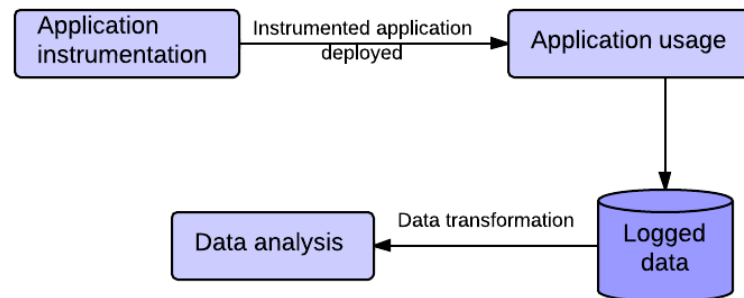 Application
instrumentation
Instrumented application
deployed
Application usage
Data transformation
Data analysis
Logged
data